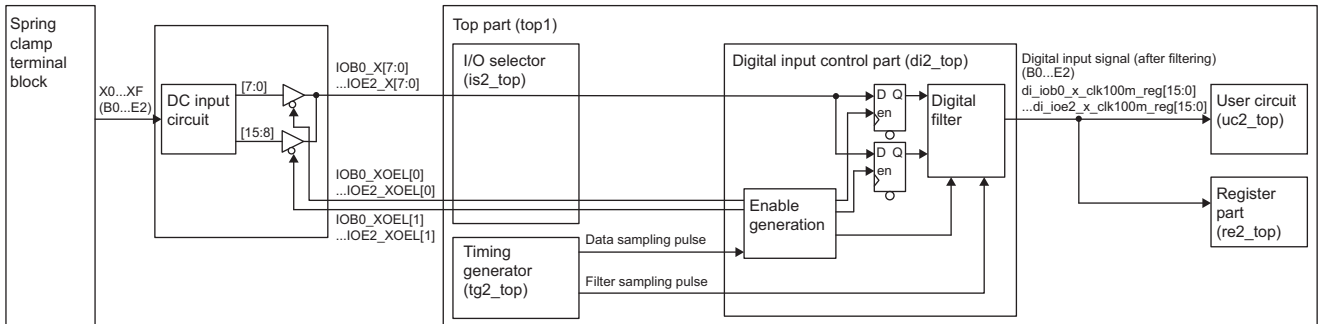 Spring
clamp
terminal
block
X0...XF
(B0...E2)
DC input
circuit
[7:0]
[15:8]
IOB0_X[7:0]
...IOE2_X[7:0]
IOB0_XOEL[0]
...IOE2_XOEL[0]
IOB0_XOEL[1]
...IOE2_XOEL[1]
Top part (top1)
I/O selector
(is2_top)
Timing
generator
(tg2_top)
Data sampling pulse
Filter sampling pulse
Digital input control part (di2_top)
Enable
generation
D Q
en
D Q
en
Digital
filter
Digital input signal (after filtering)
(B0...E2)
di_iob0_x_clk100m_reg[15:0]
...di_ioe2_x_clk100m_reg[15:0]
User circuit
(uc2_top)
Register
part
(re2_top)